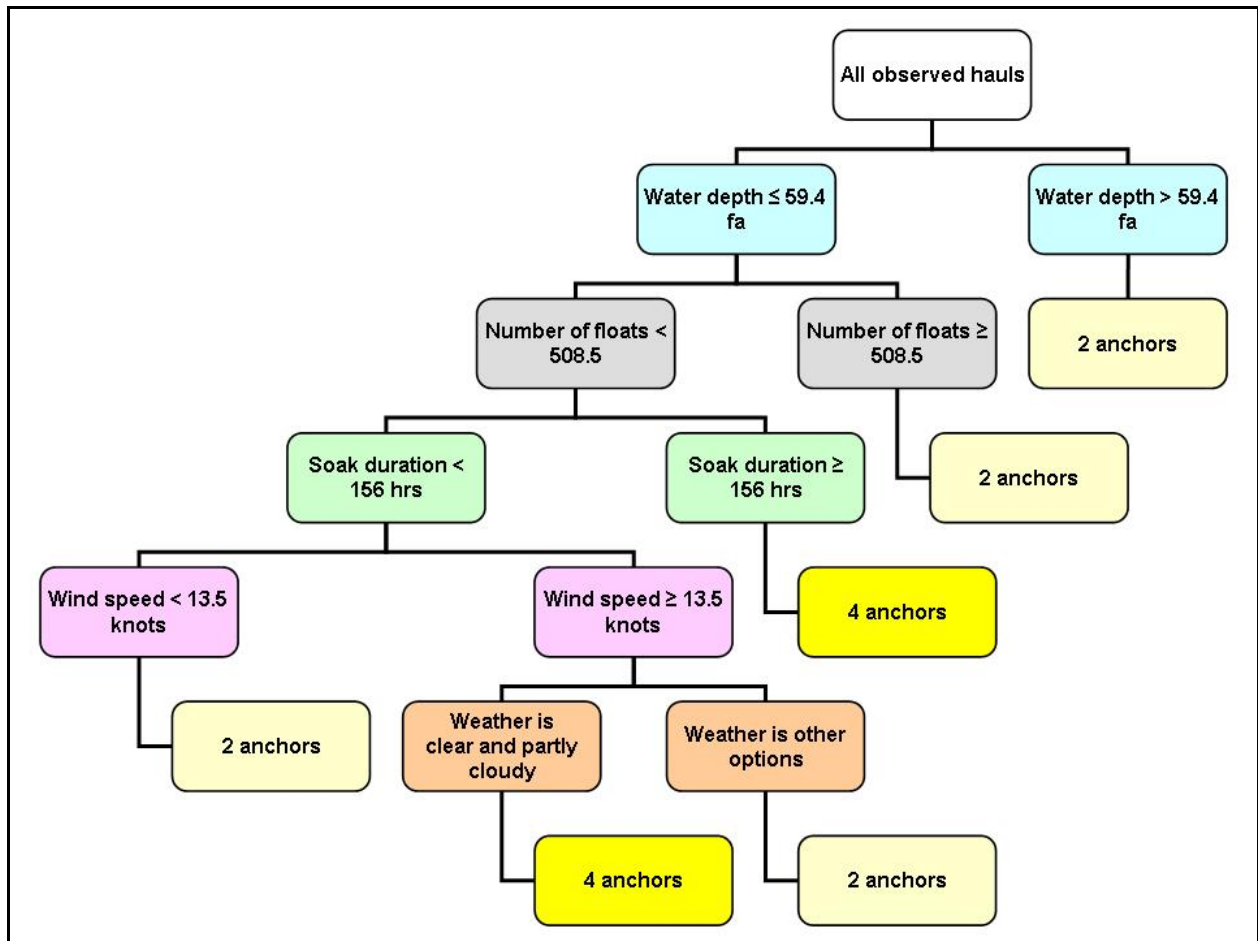 All observed hauls
Water depth ≤ 59.4
fa
Water depth > 59.4
fa
Number of floats <
508.5
Number of floats ≥
508.5
2 anchors
Soak duration <
156 hrs
Soak duration ≥
156 hrs
2 anchors
Wind speed < 13.5
knots
Wind speed ≥ 13.5
knots
4 anchors
2 anchors
Weather is
clear and partly
cloudy
Weather is other
options
4 anchors
2 anchors